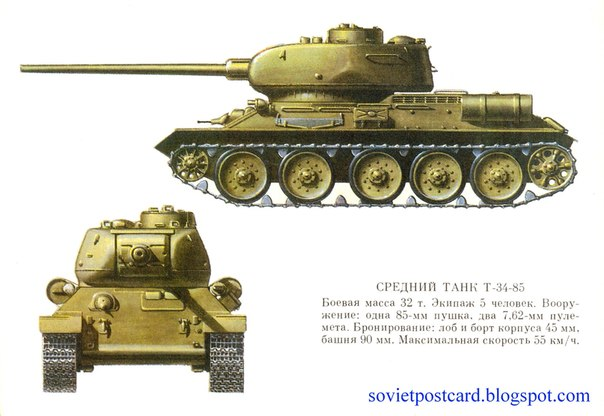 СРЕДНИЙ ТАНК Т-34-85
Боевая масса 32 т. Экипаж 5 человек. Воору-
жение: одна 85-мм пушка, два 7,62-мм пуле-
мета. Бронирование: лоб и борт корпуса 45 мм,
башня 90 мм. Максимальная скорость 55 км/ч.
sovietpostcard.blogspot.com